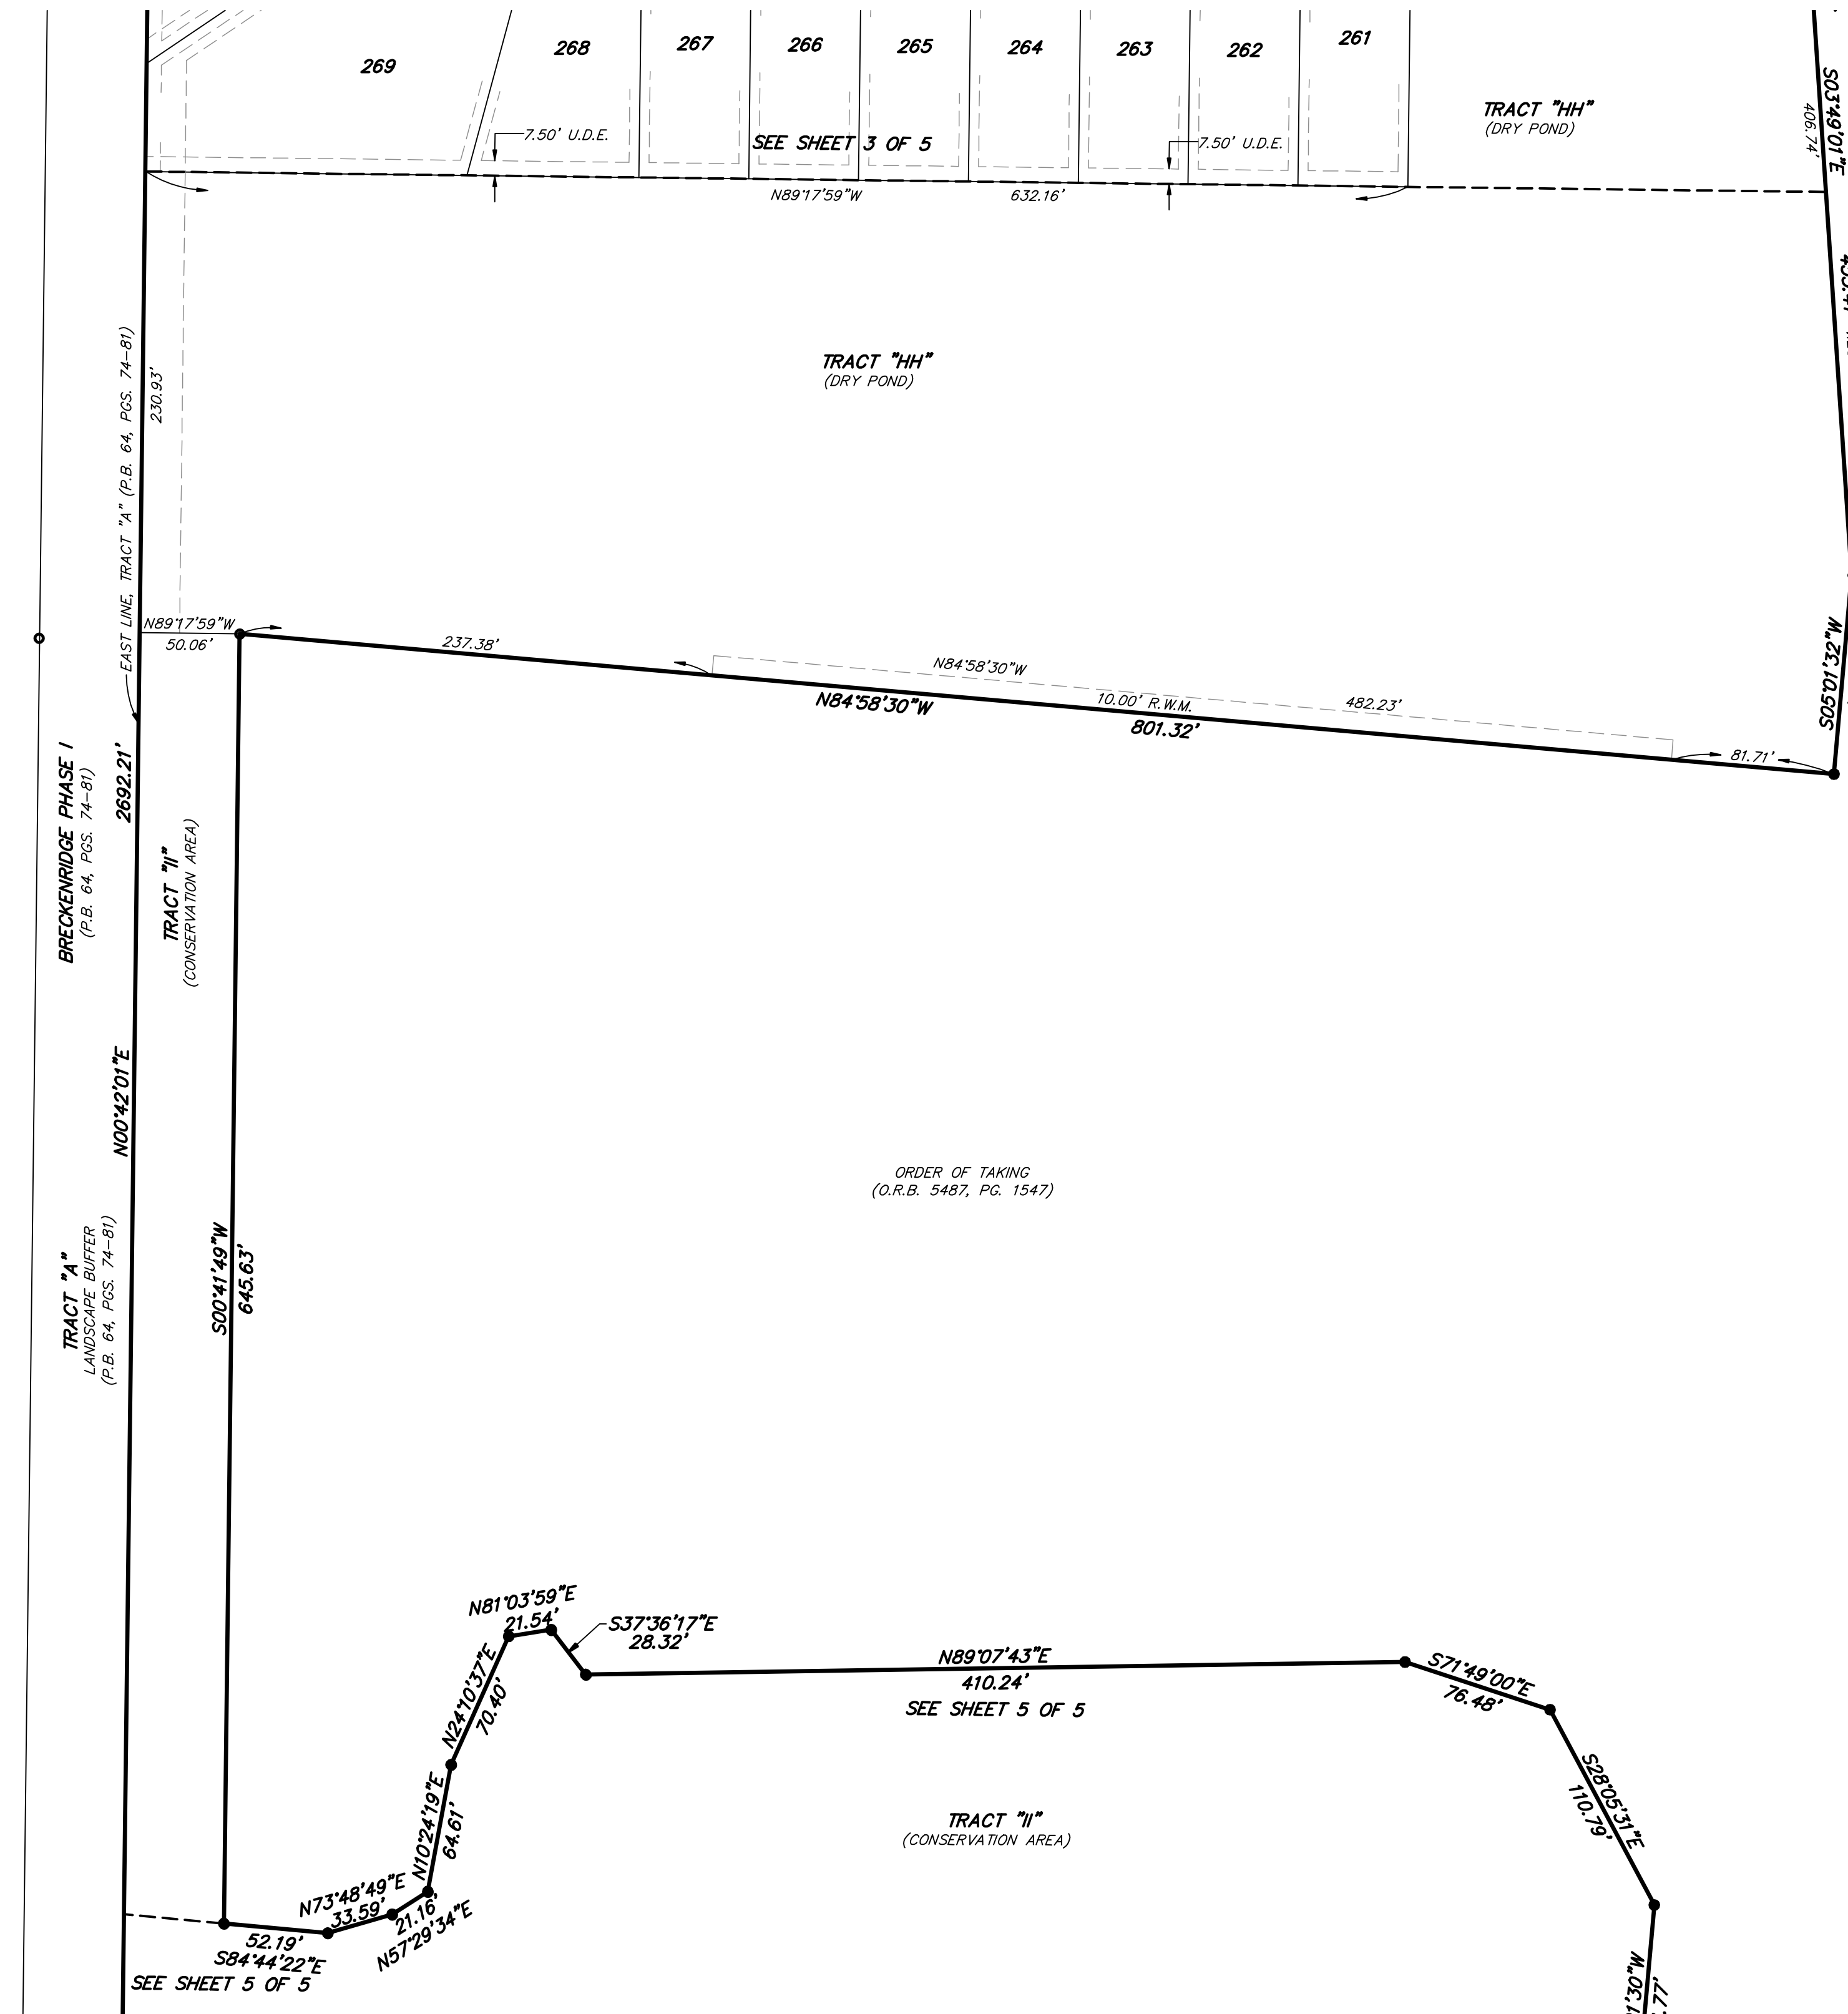 269
268
267
266
265
264
263
262
261
TRACT "HH"
(DRY POND)
S03°49'01"E
406.74'
7.50' U.D.E.
SEE SHEET 3 OF 5
7.50' U.D.E.
N89°17'59"W
632.16'
TRACT "HH"
(DRY POND)
EAST LINE, TRACT "A" (P.B. 64, PGS. 74-81)
230.93'
N89°17'59"W
50.06'
237.38'
N84°58'30"W
10.00' R.W.M.
482.23'
N84°58'30"W
801.32'
81.71'
S05°01'32"W
BRECKENRIDGE PHASE I
(P.B. 64, PGS. 74-81)
2692.21'
N00°42'01"E
TRACT "II"
(CONSERVATION AREA)
ORDER OF TAKING
(O.R.B. 5487, PG. 1547)
TRACT "A"
LANDSCAPE BUFFER
(P.B. 64, PGS. 74-81)
S00°41'49"W
645.63'
N81°03'59"E
21.54'
S37°36'17"E
28.32'
N24°10'37"E
70.40'
N89°07'43"E
410.24'
SEE SHEET 5 OF 5
S71°49'00"E
76.48'
S28°05'31"E
110.79'
N10°24'19"E
64.61'
TRACT "II"
(CONSERVATION AREA)
N73°48'49"E
33.59'
21.16'
N57°29'34"E
52.19'
S84°44'22"E
SEE SHEET 5 OF 5
1'30"W
.77'